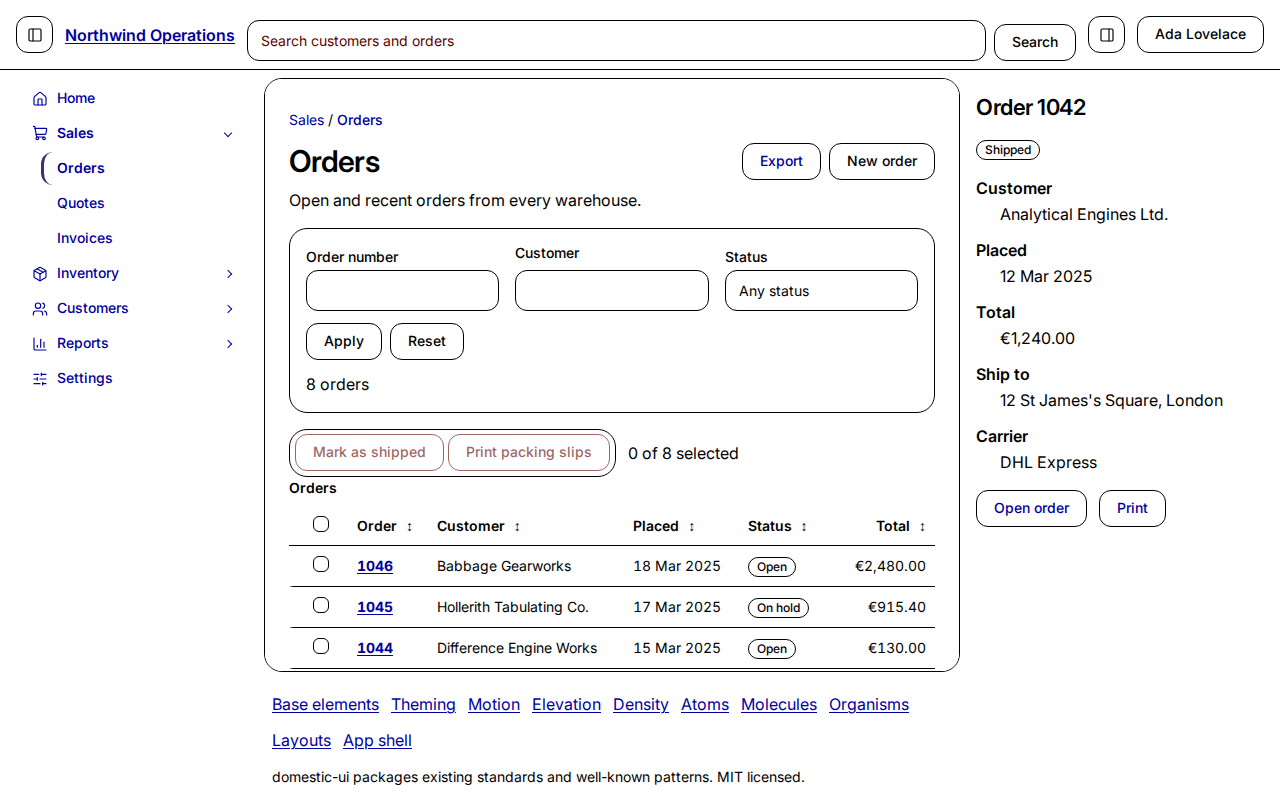 Northwind Operations
Search customers and orders
Search
Ada Lovelace
Home
Sales
Orders
Quotes
Invoices
Inventory
Customers
Reports
Settings
Sales / Orders
Orders
Export
New order
Open and recent orders from every warehouse.
Order number
Customer
Status
Any status
Apply
Reset
8 orders
Mark as shipped
Print packing slips
0 of 8 selected
Orders
Order ↕ Customer ↕ Placed ↕ Status ↕ Total ↕
1046 Babbage Gearworks 18 Mar 2025 Open €2,480.00
1045 Hollerith Tabulating Co. 17 Mar 2025 On hold €915.40
1044 Difference Engine Works 15 Mar 2025 Open €130.00
Order 1042
Shipped
Customer
Analytical Engines Ltd.
Placed
12 Mar 2025
Total
€1,240.00
Ship to
12 St James's Square, London
Carrier
DHL Express
Open order
Print
Base elements Theming Motion Elevation Density Atoms Molecules Organisms
Layouts App shell
domestic-ui packages existing standards and well-known patterns. MIT licensed.